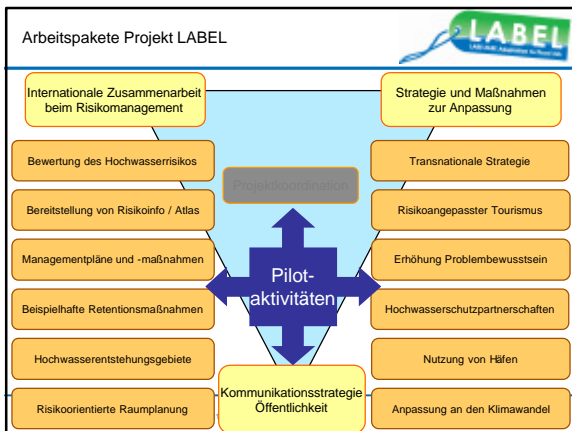 Arbeitspakete Projekt LABEL
LABEL
Internationale Zusammenarbeit
beim Risikomanagement
Strategie und Maßnahmen
zur Anpassung
Bewertung des Hochwasserrisikos
Bereitstellung von Risikoinfo / Atlas
Managementpläne und -maßnahmen
Beispielhafte Retentionsmaßnahmen
Hochwasserentstehungsgebiete
Risikoorientierte Raumplanung
Projektkoordination
Pilot-
aktivitäten
Kommunikationsstrategie
Öffentlichkeit
Transnationale Strategie
Risikoangepasster Tourismus
Erhöhung Problembewusstsein
Hochwasserschutzpartnerschaften
Nutzung von Häfen
Anpassung an den Klimawandel